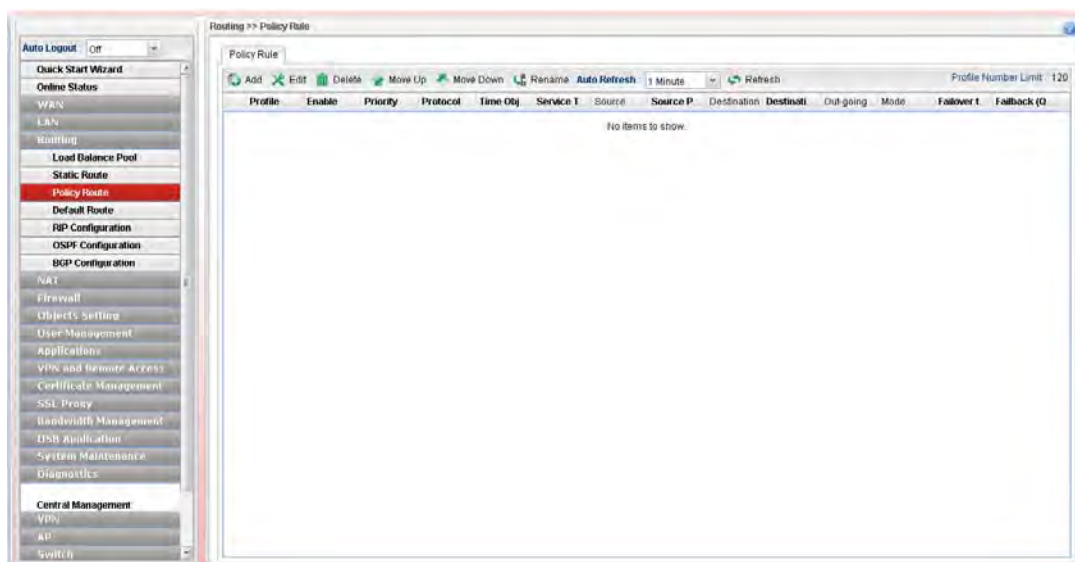 Routing >> Policy Rule
Auto Logout : Off
Quick Start Wizard
Online Status
WAN
LAN
Routing
Load Balance Pool
Static Route
Policy Route
Default Route
RIP Configuration
OSPF Configuration
BGP Configuration
NAT
Firewall
Objects Setting
User Management
Applications
VPN and Remote Access
Certificate Management
SSL Proxy
Bandwidth Management
USB Application
System Maintenance
Diagnostics
Central Management
VPN
AP
Switch
Policy Rule
Add Edit Delete Move Up Move Down Rename Auto Refresh : 1 Minute Refresh Profile Number Limit : 120
Profile Enable Priority Protocol Time Obj Service T Source Source P Destination Destinati Out-going Mode Failover t Failback (Q
No items to show.